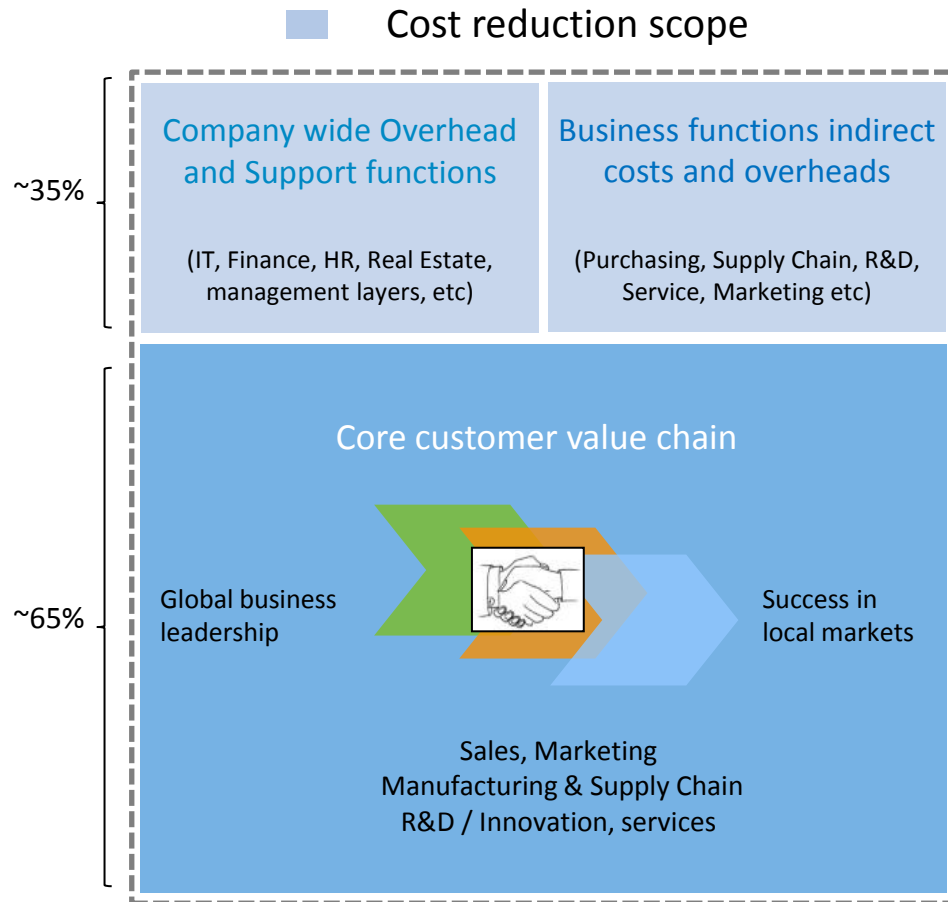 Cost reduction scope
~35%
Company wide Overhead
and Support functions
(IT, Finance, HR, Real Estate,
management layers, etc)
Business functions indirect
costs and overheads
(Purchasing, Supply Chain, R&D,
Service, Marketing etc)
~65%
Core customer value chain
Global business
leadership
Success in
local markets
Sales, Marketing
Manufacturing & Supply Chain
R&D / Innovation, services